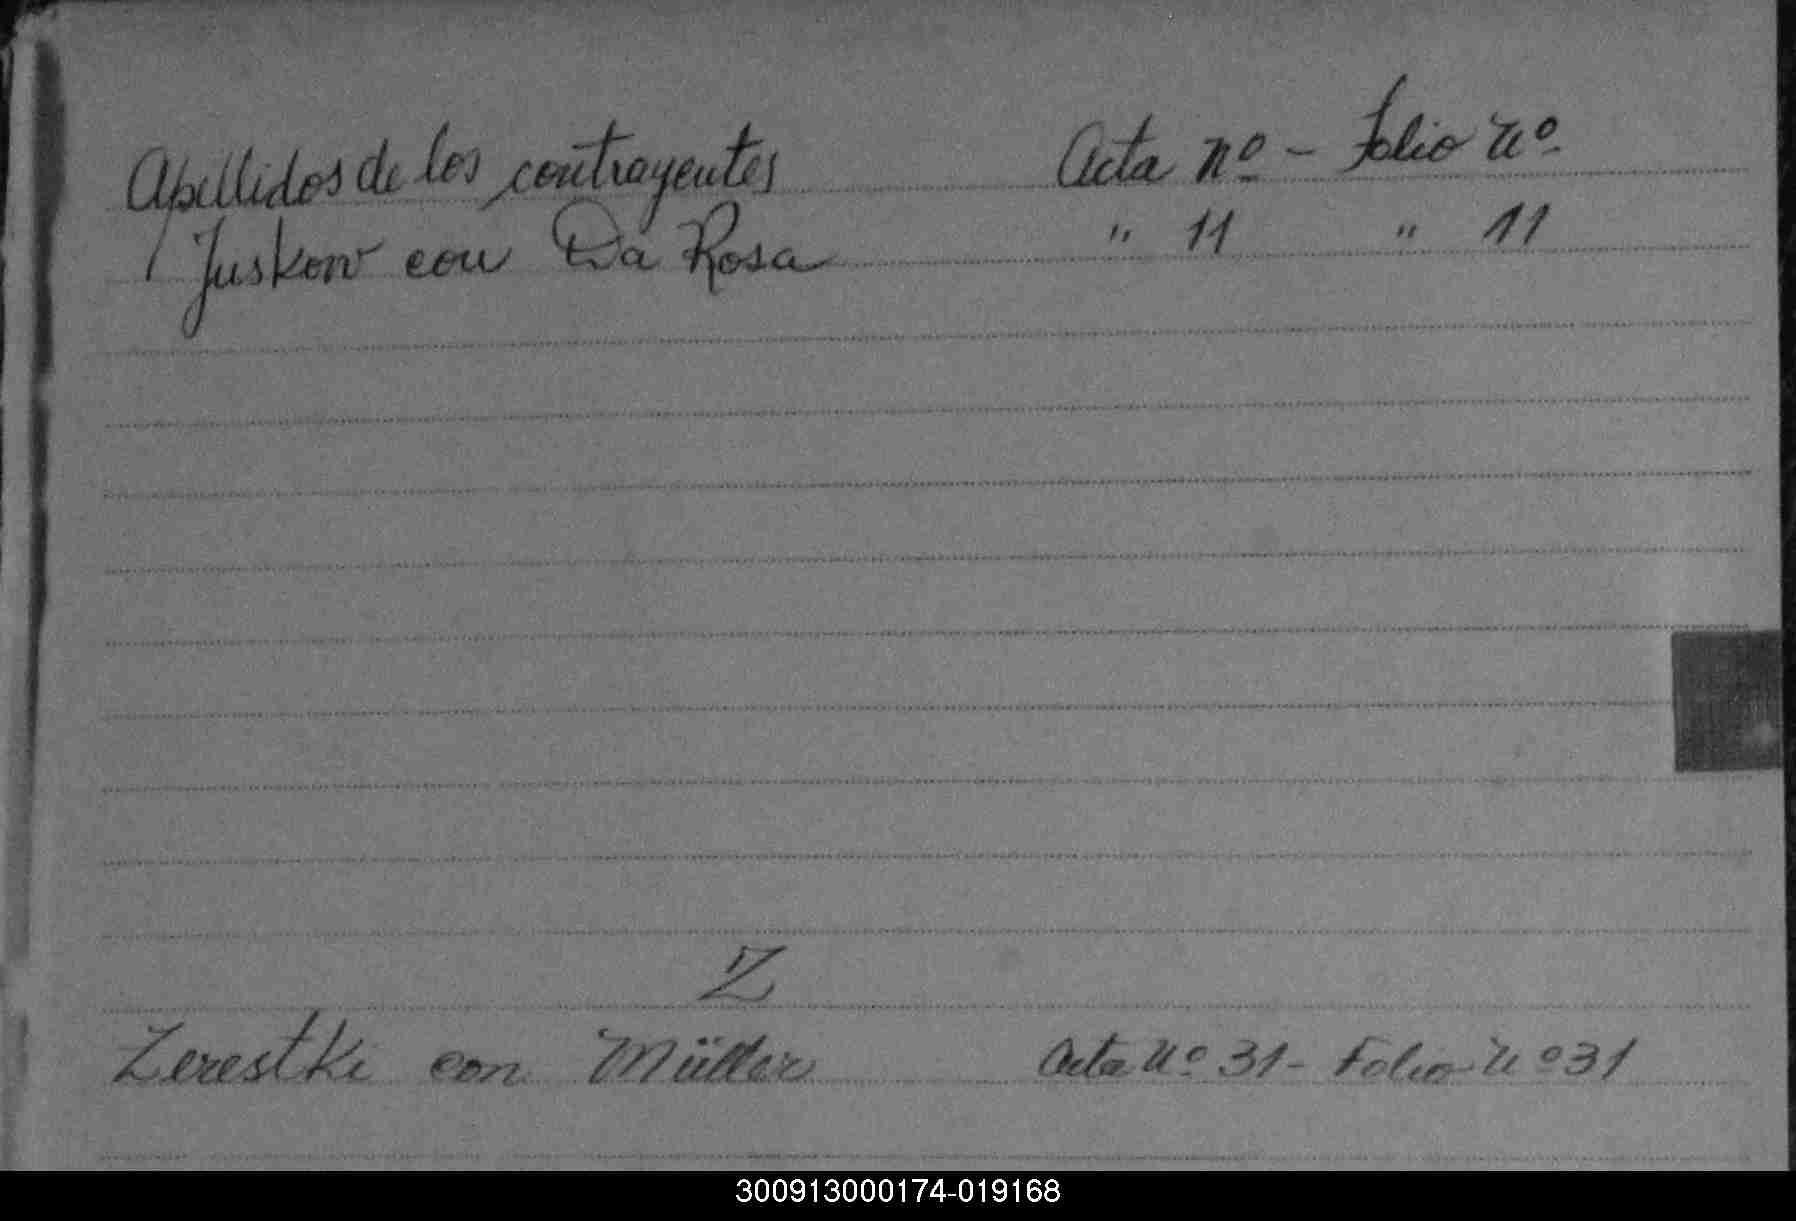 Apellidos de los contrayentes Acta nº - Folio nº
Juskow con Da Rosa " 11 " 11
Z
Zerestki con Müller Acta nº 31 - Folio nº 31
300913000174-019168